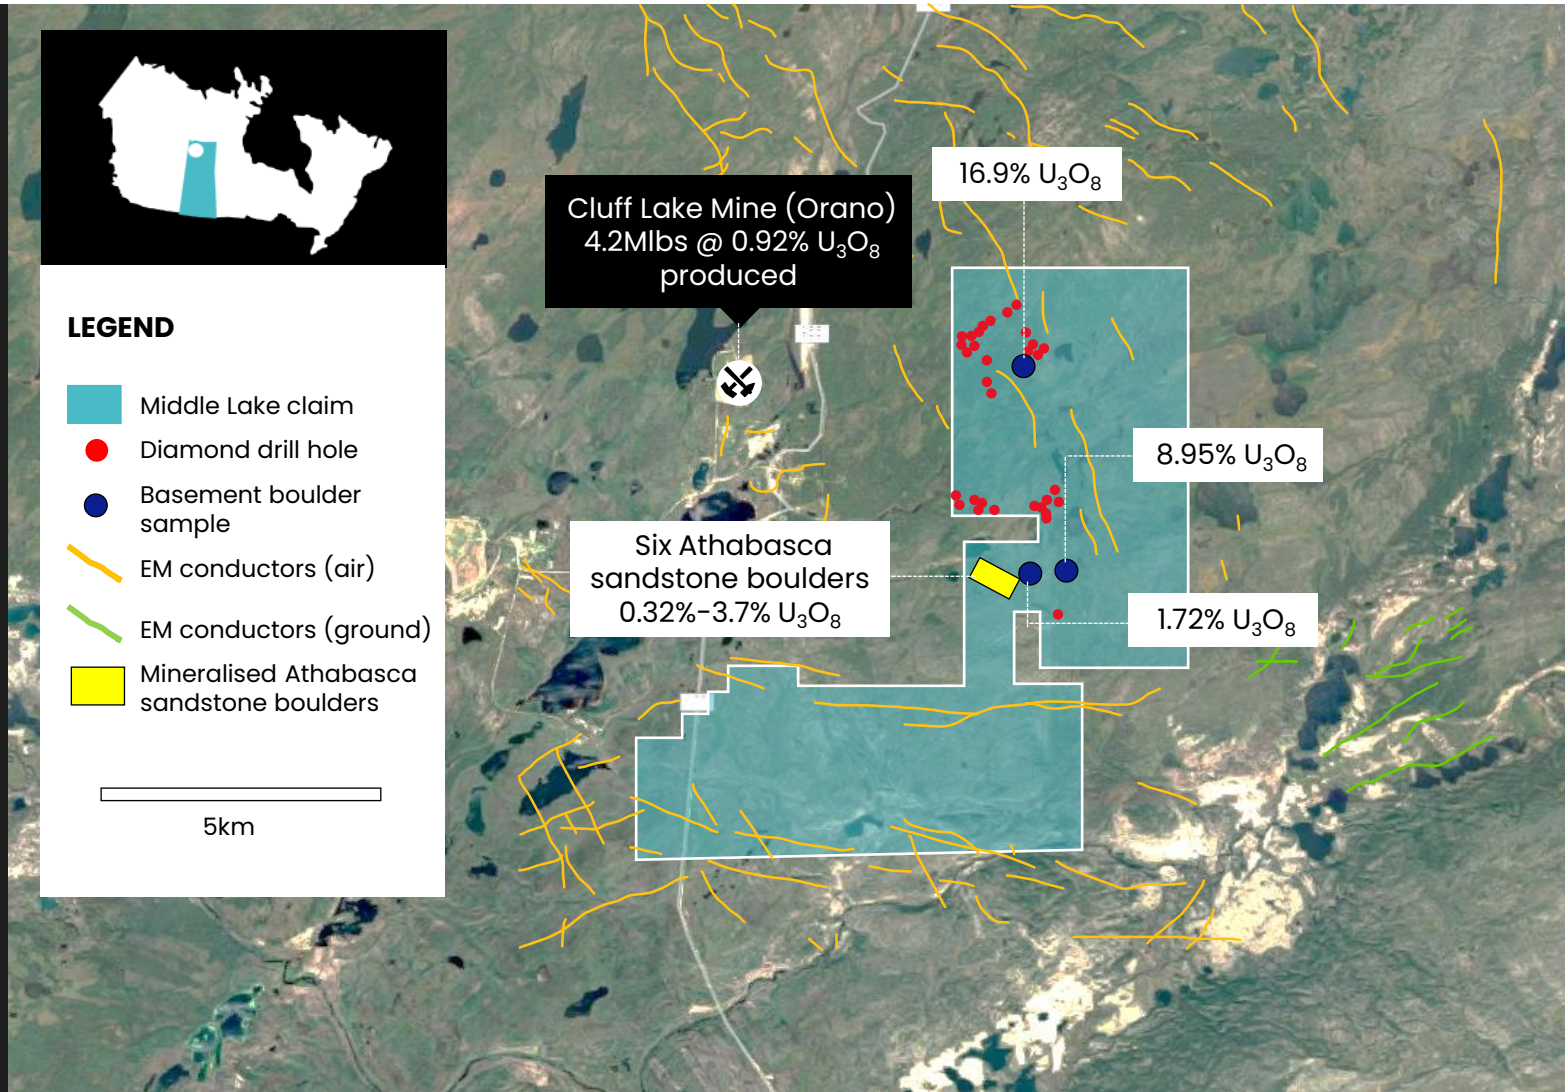 LEGEND
Middle Lake claim
Diamond drill hole
Basement boulder
sample
EM conductors (air)
EM conductors (ground)
Mineralised Athabasca
sandstone boulders
5km
Cluff Lake Mine (Orano)
4.2Mlbs @ 0.92% U₃O₈
produced
16.9% U₃O₈
8.95% U₃O₈
Six Athabasca
sandstone boulders
0.32%-3.7% U₃O₈
1.72% U₃O₈